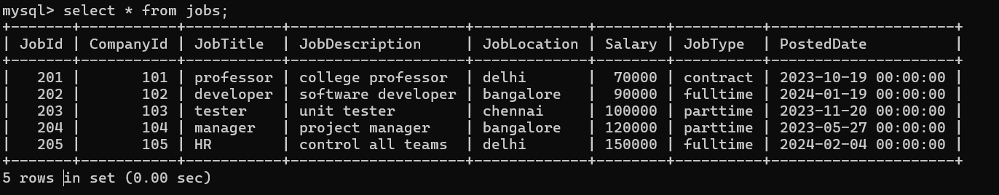 mysql> select * from jobs;
+-------+-----------+-----------+--------------------+-------------+--------+----------+---------------------+
| JobId | CompanyId | JobTitle  | JobDescription     | JobLocation | Salary | JobType  | PostedDate          |
+-------+-----------+-----------+--------------------+-------------+--------+----------+---------------------+
|   201 |       101 | professor | college professor  | delhi       |  70000 | contract | 2023-10-19 00:00:00 |
|   202 |       102 | developer | software developer | bangalore   |  90000 | fulltime | 2024-01-19 00:00:00 |
|   203 |       103 | tester    | unit tester        | chennai     | 100000 | parttime | 2023-11-20 00:00:00 |
|   204 |       104 | manager   | project manager    | bangalore   | 120000 | parttime | 2023-05-27 00:00:00 |
|   205 |       105 | HR        | control all teams  | delhi       | 150000 | fulltime | 2024-02-04 00:00:00 |
+-------+-----------+-----------+--------------------+-------------+--------+----------+---------------------+
5 rows in set (0.00 sec)